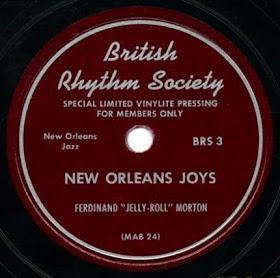 British
Rhythm Society
SPECIAL LIMITED VINYLITE PRESSING
FOR MEMBERS ONLY
New Orleans
Jazz
BRS 3
NEW ORLEANS JOYS
FERDINAND "JELLY-ROLL" MORTON
(MAB 24)